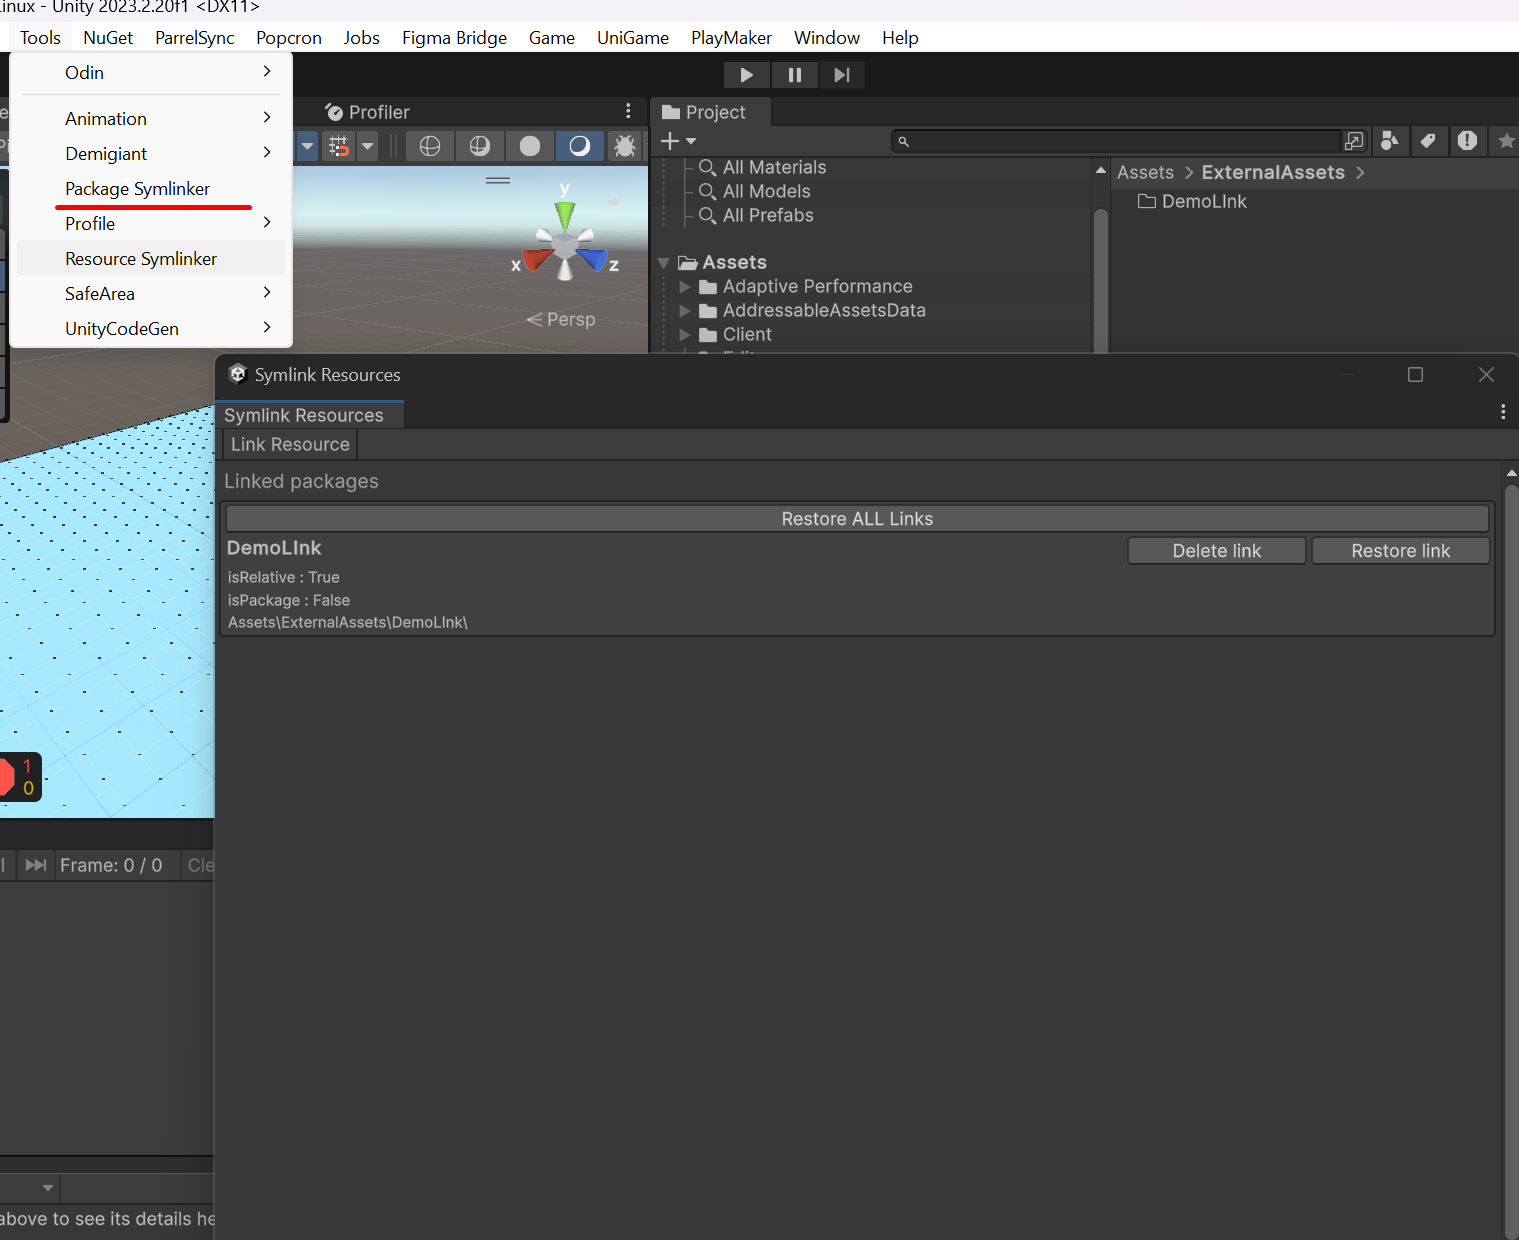 inux - Unity 2023.2.20f1 <DX11>
Tools NuGet ParrelSync Popcron Jobs Figma Bridge Game UniGame PlayMaker Window Help
Odin
Animation
Demigiant
Package Symlinker
Profile
Resource Symlinker
SafeArea
UnityCodeGen
Profiler
y
x
z
Persp
Project
All Materials
All Models
All Prefabs
Assets
Adaptive Performance
AddressableAssetsData
Client
Assets > ExternalAssets >
DemoLInk
Symlink Resources
Symlink Resources
Link Resource
Linked packages
Restore ALL Links
DemoLInk
Delete link
Restore link
isRelative : True
isPackage : False
Assets\ExternalAssets\DemoLInk\
1
0
Frame: 0 / 0
Cle
above to see its details he